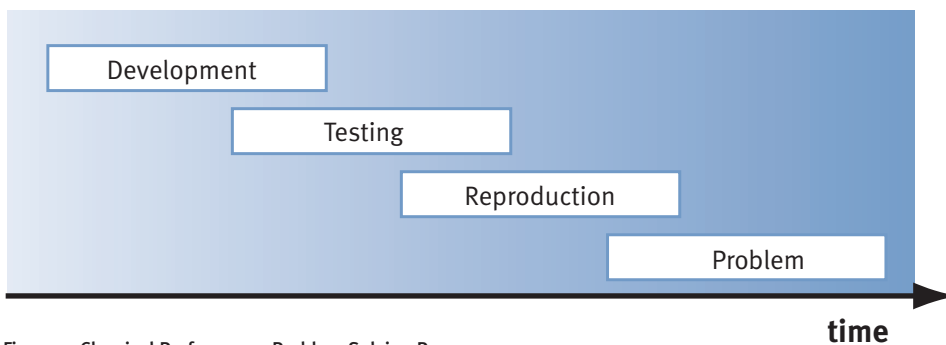 Development
Testing
Reproduction
Problem
time